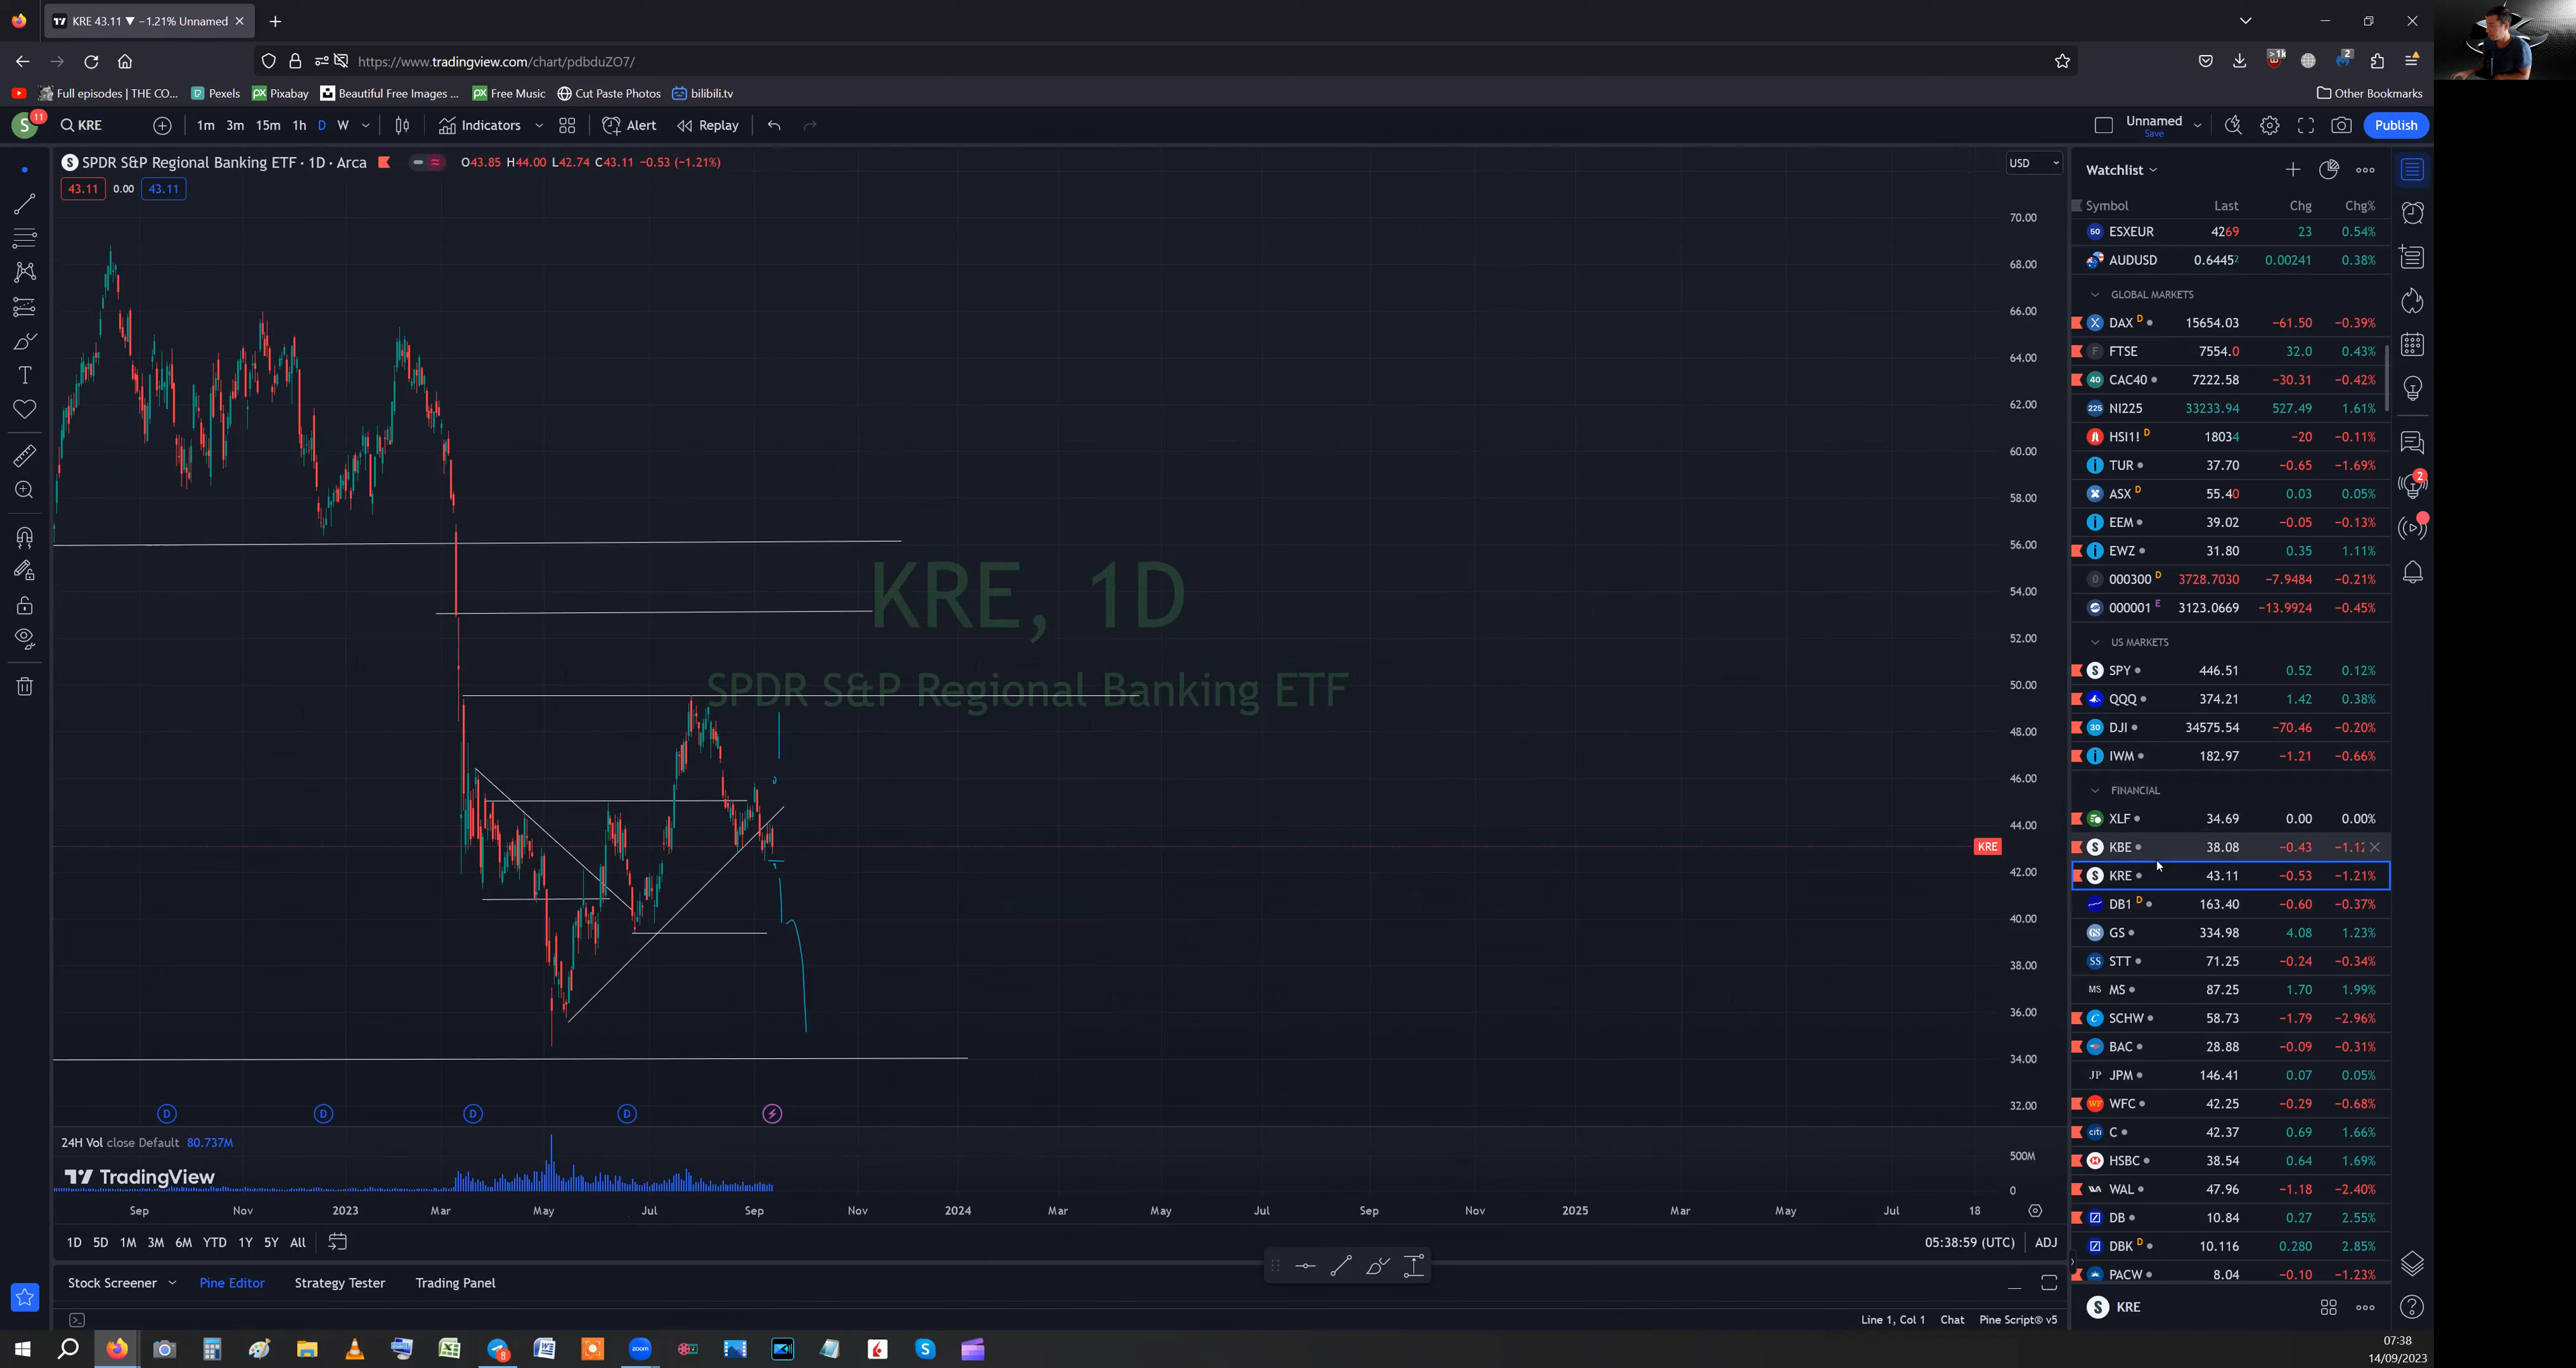 KRE 43.11 ▼ −1.21% Unnamed
https://www.tradingview.com/chart/pdbduZO7/
>1k
2
Full episodes | THE CO...
Pexels
Pixabay
Beautiful Free Images ...
Free Music
Cut Paste Photos
bilibili.tv
Other Bookmarks
S
11
KRE
1m
3m
15m
1h
D
W
Indicators
Alert
Replay
Unnamed
Save
Publish
SPDR S&P Regional Banking ETF · 1D · Arca
O43.85 H44.00 L42.74 C43.11 −0.53 (−1.21%)
43.11
0.00
43.11
USD
70.00
68.00
66.00
64.00
62.00
60.00
58.00
56.00
54.00
52.00
50.00
48.00
46.00
44.00
KRE
42.00
40.00
38.00
36.00
34.00
32.00
500M
0
KRE, 1D
SPDR S&P Regional Banking ETF
D
D
D
D
24H Vol close Default 80.737M
TradingView
Sep
Nov
2023
Mar
May
Jul
Sep
Nov
2024
Mar
May
Jul
Sep
Nov
2025
Mar
May
Jul
18
1D
5D
1M
3M
6M
YTD
1Y
5Y
All
05:38:59 (UTC)
ADJ
Stock Screener
Pine Editor
Strategy Tester
Trading Panel
Line 1, Col 1
Chat
Pine Script® v5
Watchlist
Symbol Last Chg Chg%
ESXEUR 4269 23 0.54%
AUDUSD 0.64452 0.00241 0.38%
GLOBAL MARKETS
DAX D 15654.03 −61.50 −0.39%
FTSE 7554.0 32.0 0.43%
CAC40 7222.58 −30.31 −0.42%
NI225 33233.94 527.49 1.61%
HSI1! D 18034 −20 −0.11%
TUR 37.70 −0.65 −1.69%
ASX D 55.40 0.03 0.05%
EEM 39.02 −0.05 −0.13%
EWZ 31.80 0.35 1.11%
000300 D 3728.7030 −7.9484 −0.21%
000001 E 3123.0669 −13.9924 −0.45%
US MARKETS
SPY 446.51 0.52 0.12%
QQQ 374.21 1.42 0.38%
DJI 34575.54 −70.46 −0.20%
IWM 182.97 −1.21 −0.66%
FINANCIAL
XLF 34.69 0.00 0.00%
KBE 38.08 −0.43 −1.12
KRE 43.11 −0.53 −1.21%
DB1 D 163.40 −0.60 −0.37%
GS 334.98 4.08 1.23%
STT 71.25 −0.24 −0.34%
MS 87.25 1.70 1.99%
SCHW 58.73 −1.79 −2.96%
BAC 28.88 −0.09 −0.31%
JPM 146.41 0.07 0.05%
WFC 42.25 −0.29 −0.68%
C 42.37 0.69 1.66%
HSBC 38.54 0.64 1.69%
WAL 47.96 −1.18 −2.40%
DB 10.84 0.27 2.55%
DBK D 10.116 0.280 2.85%
PACW 8.04 −0.10 −1.23%
KRE
2
07:38
14/09/2023